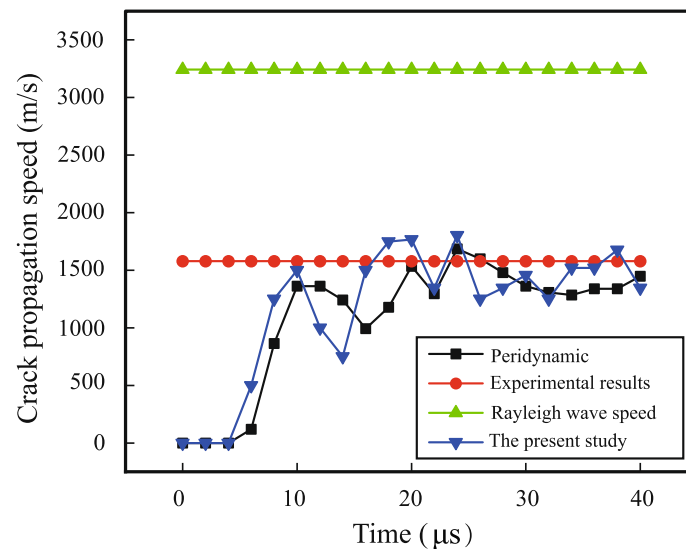 Crack propagation speed (m/s)
3500
3000
2500
2000
1500
1000
500
0
0 10 20 30 40
Time (μs)
Peridynamic
Experimental results
Rayleigh wave speed
The present study